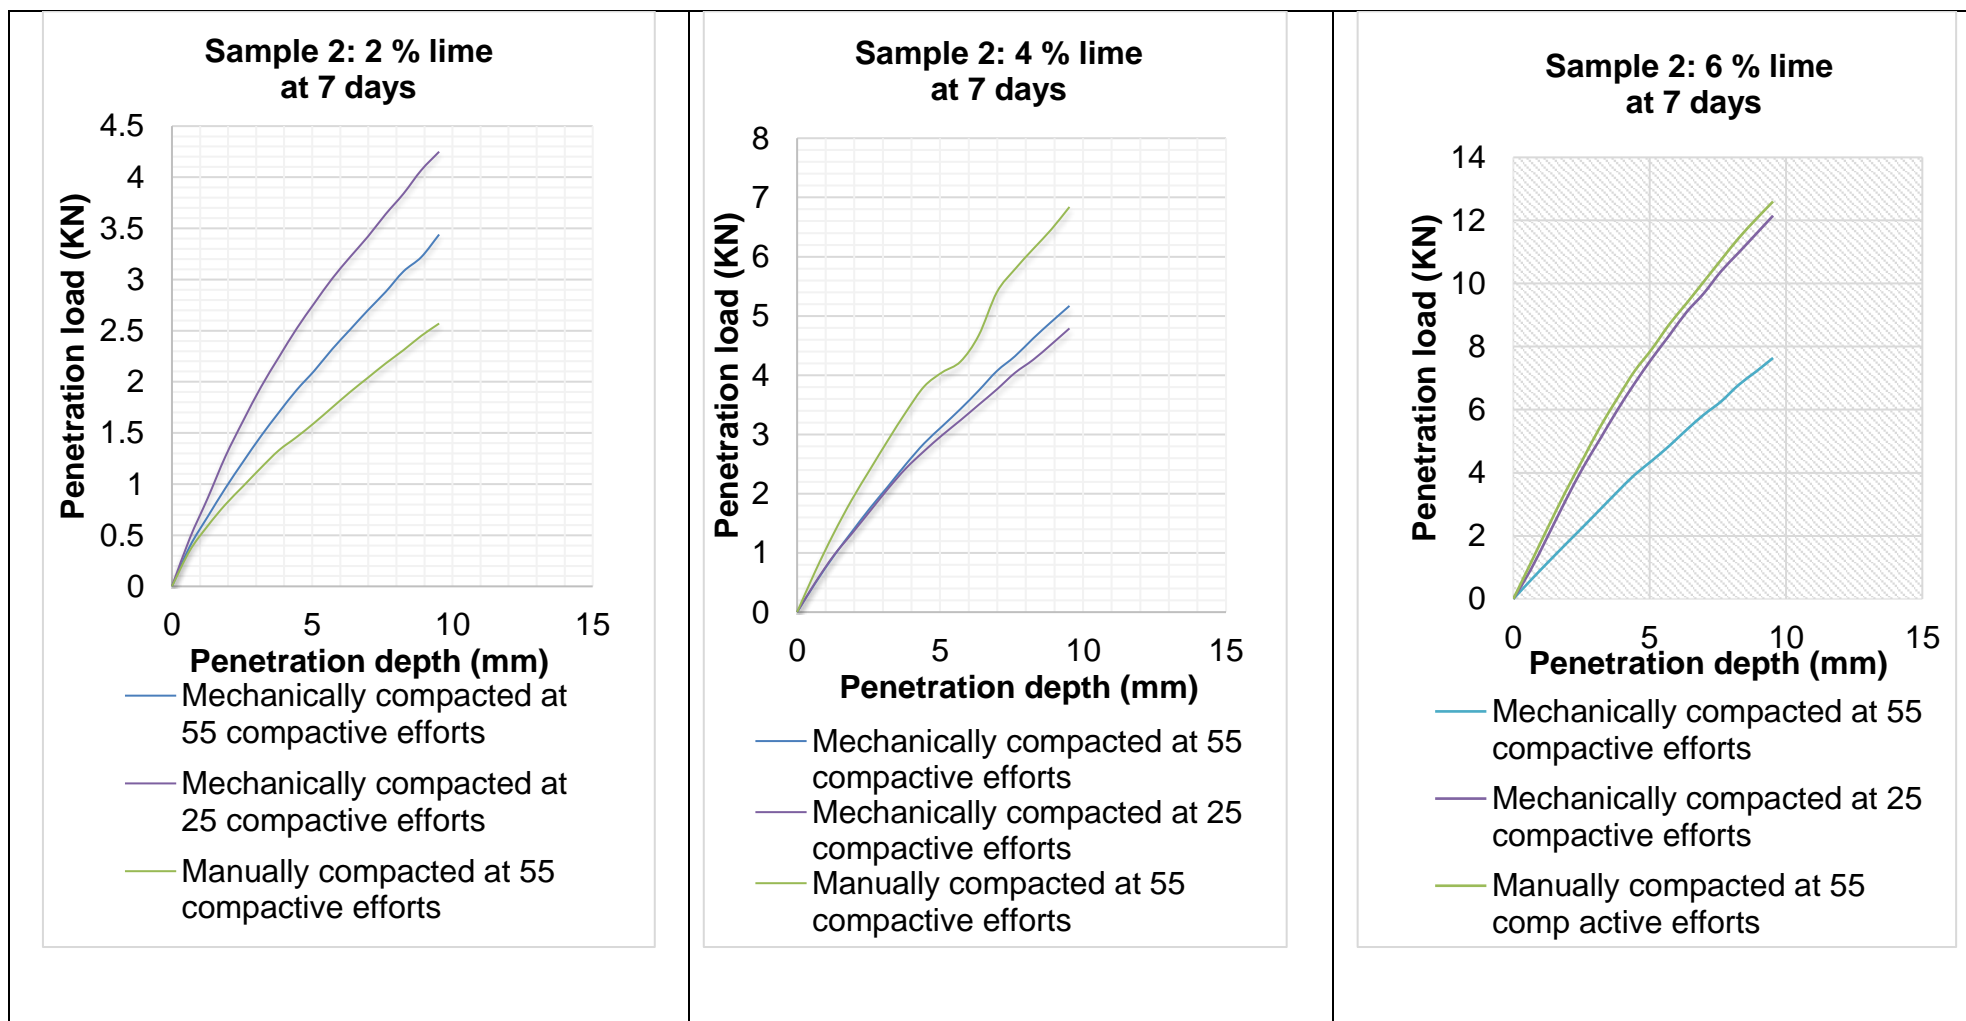 Sample 2: 2 % lime
at 7 days
4.5
4
3.5
3
2.5
2
1.5
1
0.5
0
Penetration load (KN)
0 5 10 15
Penetration depth (mm)
Mechanically compacted at
55 compactive efforts
Mechanically compacted at
25 compactive efforts
Manually compacted at 55
compactive efforts
Sample 2: 4 % lime
at 7 days
8
7
6
5
4
3
2
1
0
Penetration load (KN)
0 5 10 15
Penetration depth (mm)
Mechanically compacted at 55
compactive efforts
Mechanically compacted at 25
compactive efforts
Manually compacted at 55
compactive efforts
Sample 2: 6 % lime
at 7 days
14
12
10
8
6
4
2
0
Penetration load (KN)
0 5 10 15
Penetration depth (mm)
Mechanically compacted at 55
compactive efforts
Mechanically compacted at 25
compactive efforts
Manually compacted at 55
comp active efforts